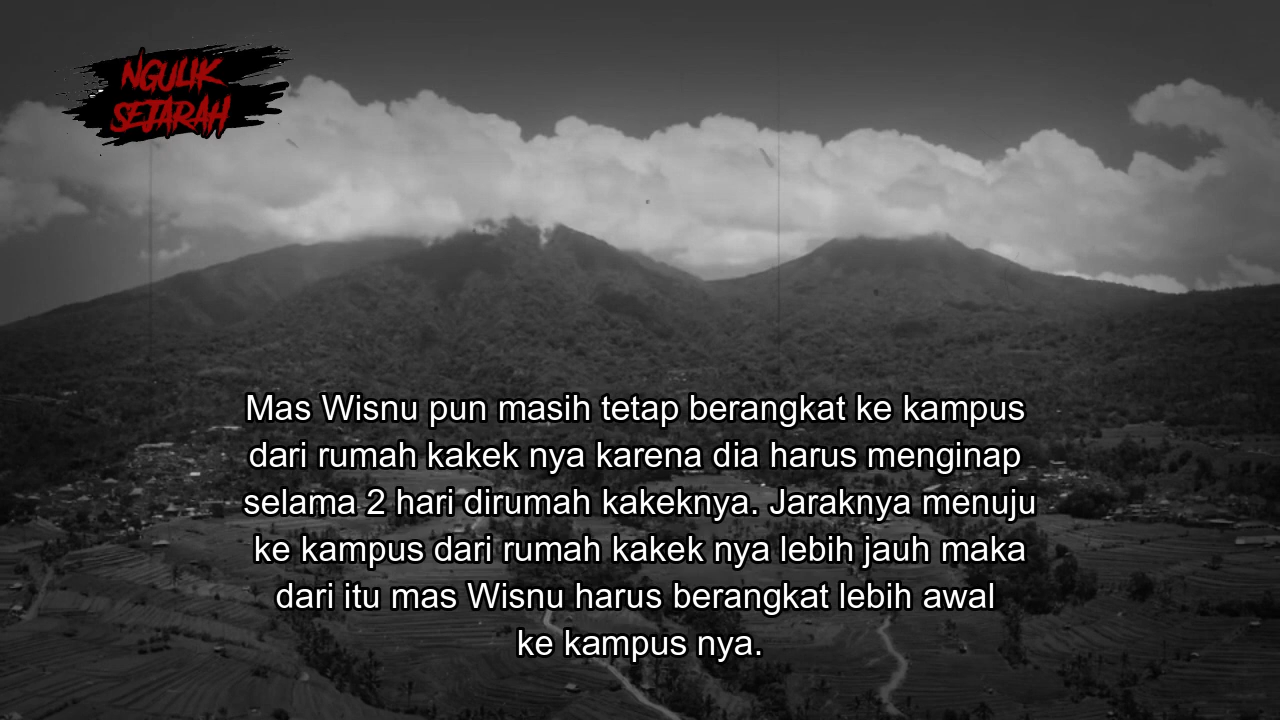 NGULIK
SEJARAH
Mas Wisnu pun masih tetap berangkat ke kampus
dari rumah kakek nya karena dia harus menginap
selama 2 hari dirumah kakeknya. Jaraknya menuju
ke kampus dari rumah kakek nya lebih jauh maka
dari itu mas Wisnu harus berangkat lebih awal
ke kampus nya.